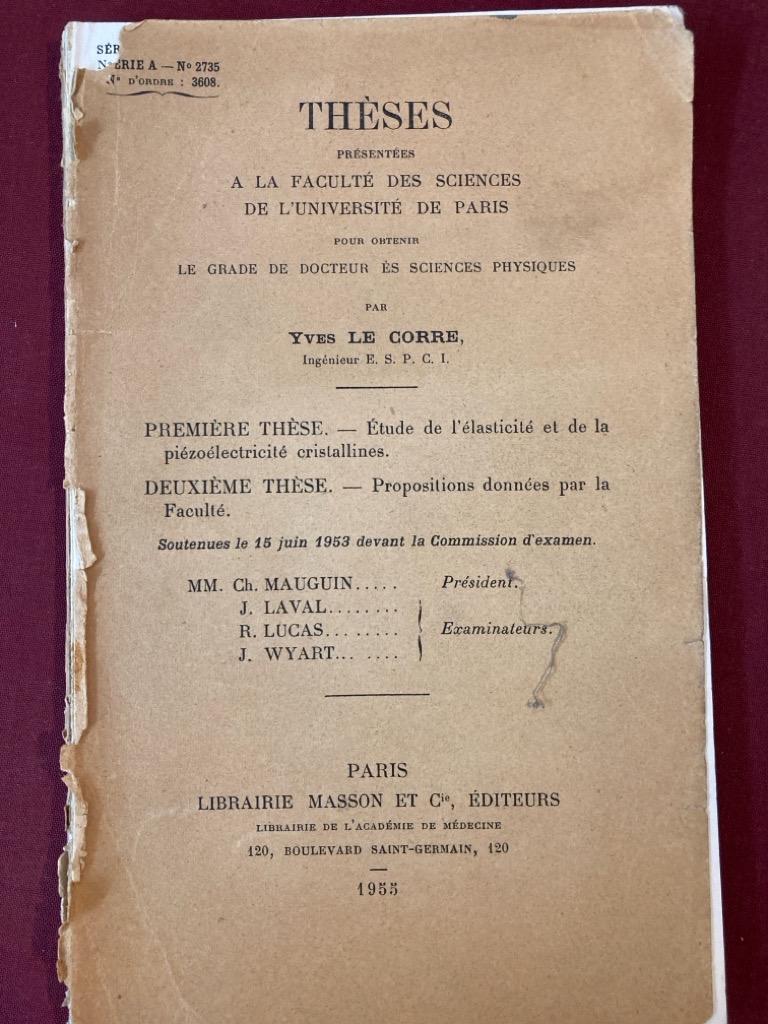 SÉR
N° ÉRIE A — N° 2735
N° D'ORDRE : 3608.
THÈSES
PRÉSENTÉES
A LA FACULTÉ DES SCIENCES
DE L'UNIVERSITÉ DE PARIS
POUR OBTENIR
LE GRADE DE DOCTEUR ÈS SCIENCES PHYSIQUES
PAR
YVES LE CORRE,
Ingénieur E. S. P. C. I.
PREMIÈRE THÈSE. — Étude de l'élasticité et de la
piézoélectricité cristallines.
DEUXIÈME THÈSE. — Propositions données par la
Faculté.
Soutenues le 15 juin 1953 devant la Commission d'examen.
MM. Ch. MAUGUIN..... Président.
J. LAVAL........
R. LUCAS........ Examinateurs.
J. WYART... ....
PARIS
LIBRAIRIE MASSON ET Cie, ÉDITEURS
LIBRAIRIE DE L'ACADÉMIE DE MÉDECINE
120, BOULEVARD SAINT-GERMAIN, 120
1955